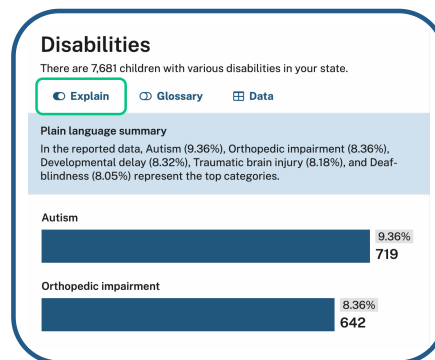 Disabilities
There are 7,681 children with various disabilities in your state.
Explain Glossary Data
Plain language summary
In the reported data, Autism (9.36%), Orthopedic impairment (8.36%),
Developmental delay (8.32%), Traumatic brain injury (8.18%), and Deaf-
blindness (8.05%) represent the top categories.
Autism
9.36%
719
Orthopedic impairment
8.36%
642